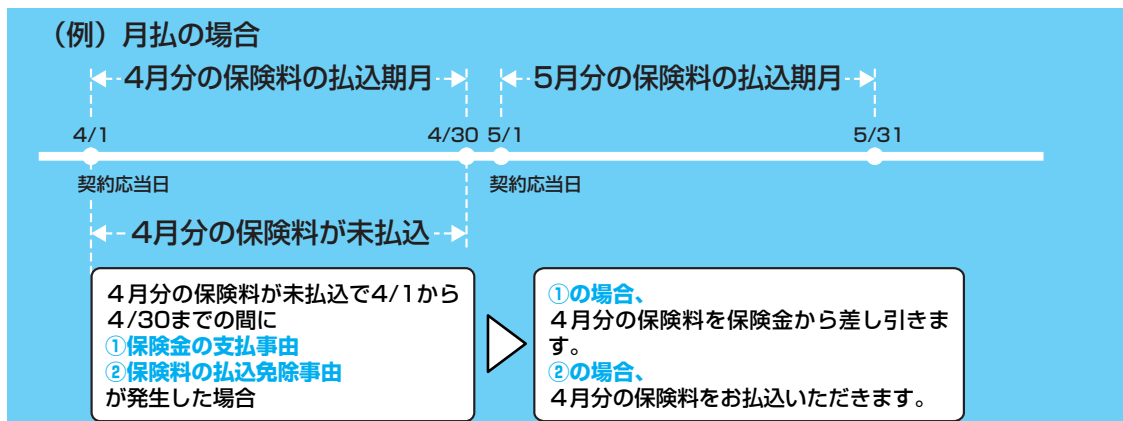 （例）月払の場合
4月分の保険料の払込期月
5月分の保険料の払込期月
4/1
4/30
5/1
5/31
契約応当日
契約応当日
4月分の保険料が未払込
４月分の保険料が未払込で4/1から
４/30までの間に
①保険金の支払事由
②保険料の払込免除事由
が発生した場合
①の場合、
４月分の保険料を保険金から差し引きま
す。
②の場合、
４月分の保険料をお払込いただきます。